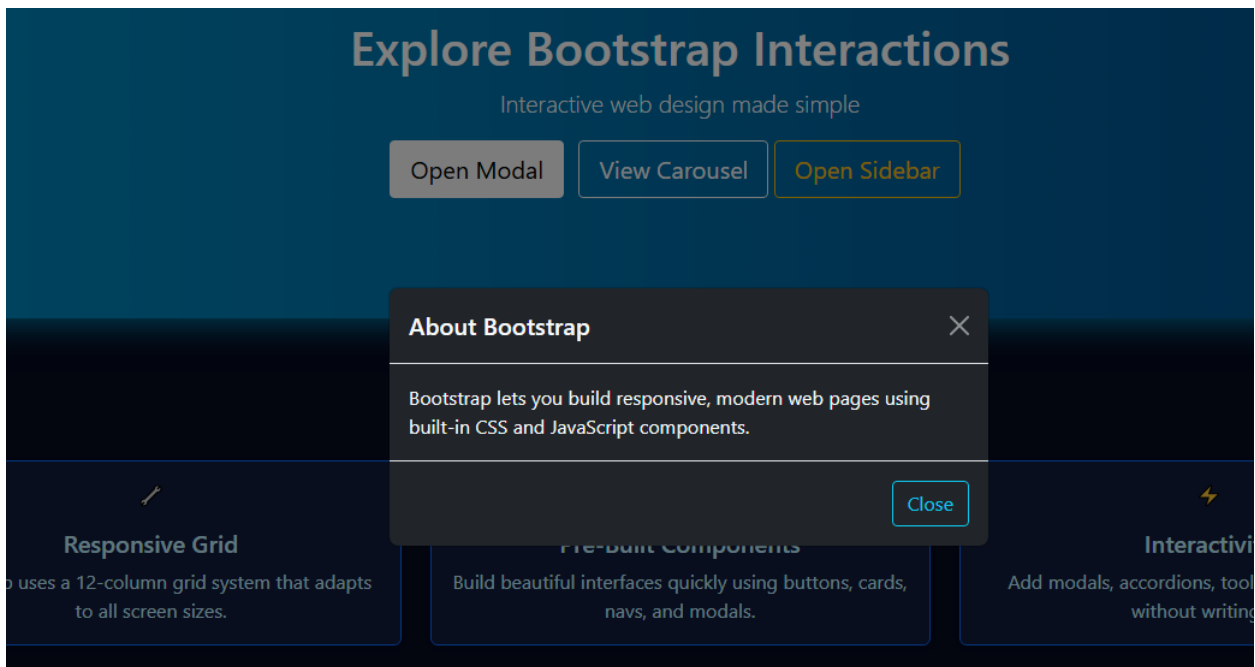 Explore Bootstrap Interactions
Interactive web design made simple
Open Modal
View Carousel
Open Sidebar
About Bootstrap
Bootstrap lets you build responsive, modern web pages using
built-in CSS and JavaScript components.
Close
Responsive Grid
uses a 12-column grid system that adapts
to all screen sizes.
Pre-Built Components
Build beautiful interfaces quickly using buttons, cards,
navs, and modals.
Add modals, accordions,
without